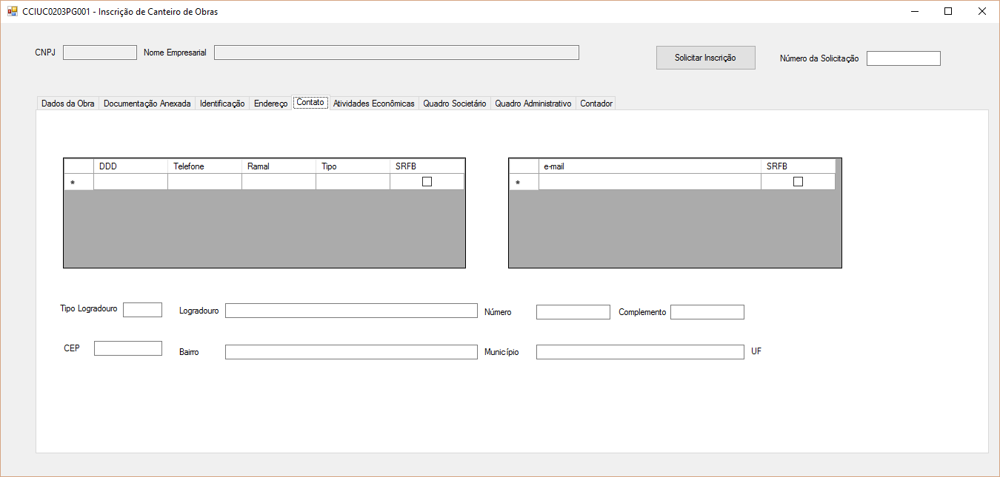 CCIUC0203PG001 - Inscrição de Canteiro de Obras
CNPJ Nome Empresarial Solicitar Inscrição Número da Solicitação
Dados da Obra Documentação Anexada Identificação Endereço Contato Atividades Econômicas Quadro Societário Quadro Administrativo Contador
DDD Telefone Ramal Tipo SRFB e-mail SRFB
* *
Tipo Logradouro Logradouro Número Complemento
CEP Bairro Município UF